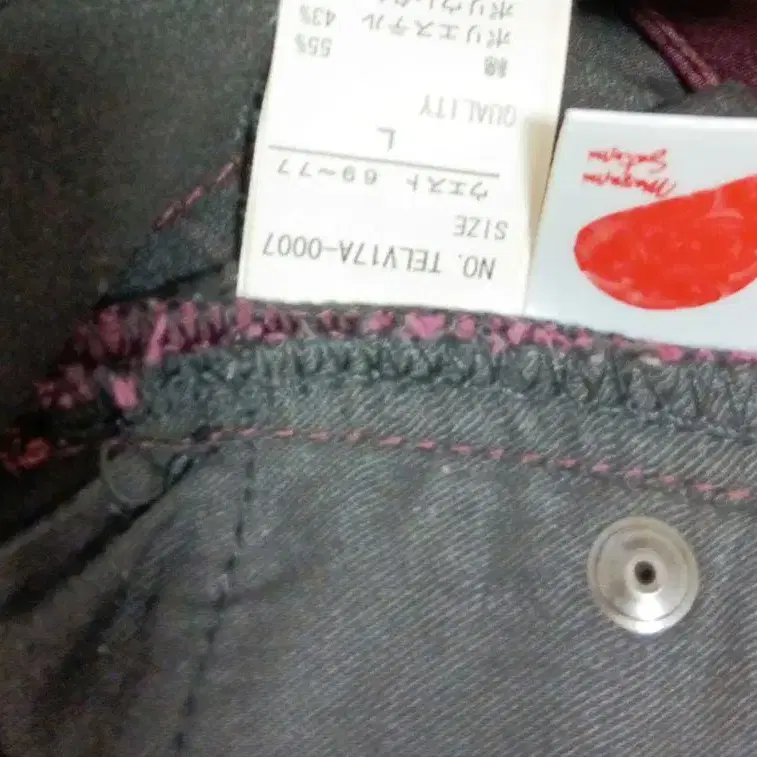 NO. TELV17A-0007
SIZE
ウエスト 69~77
L
QUALITY
綿 55%
ポリエステル 43%